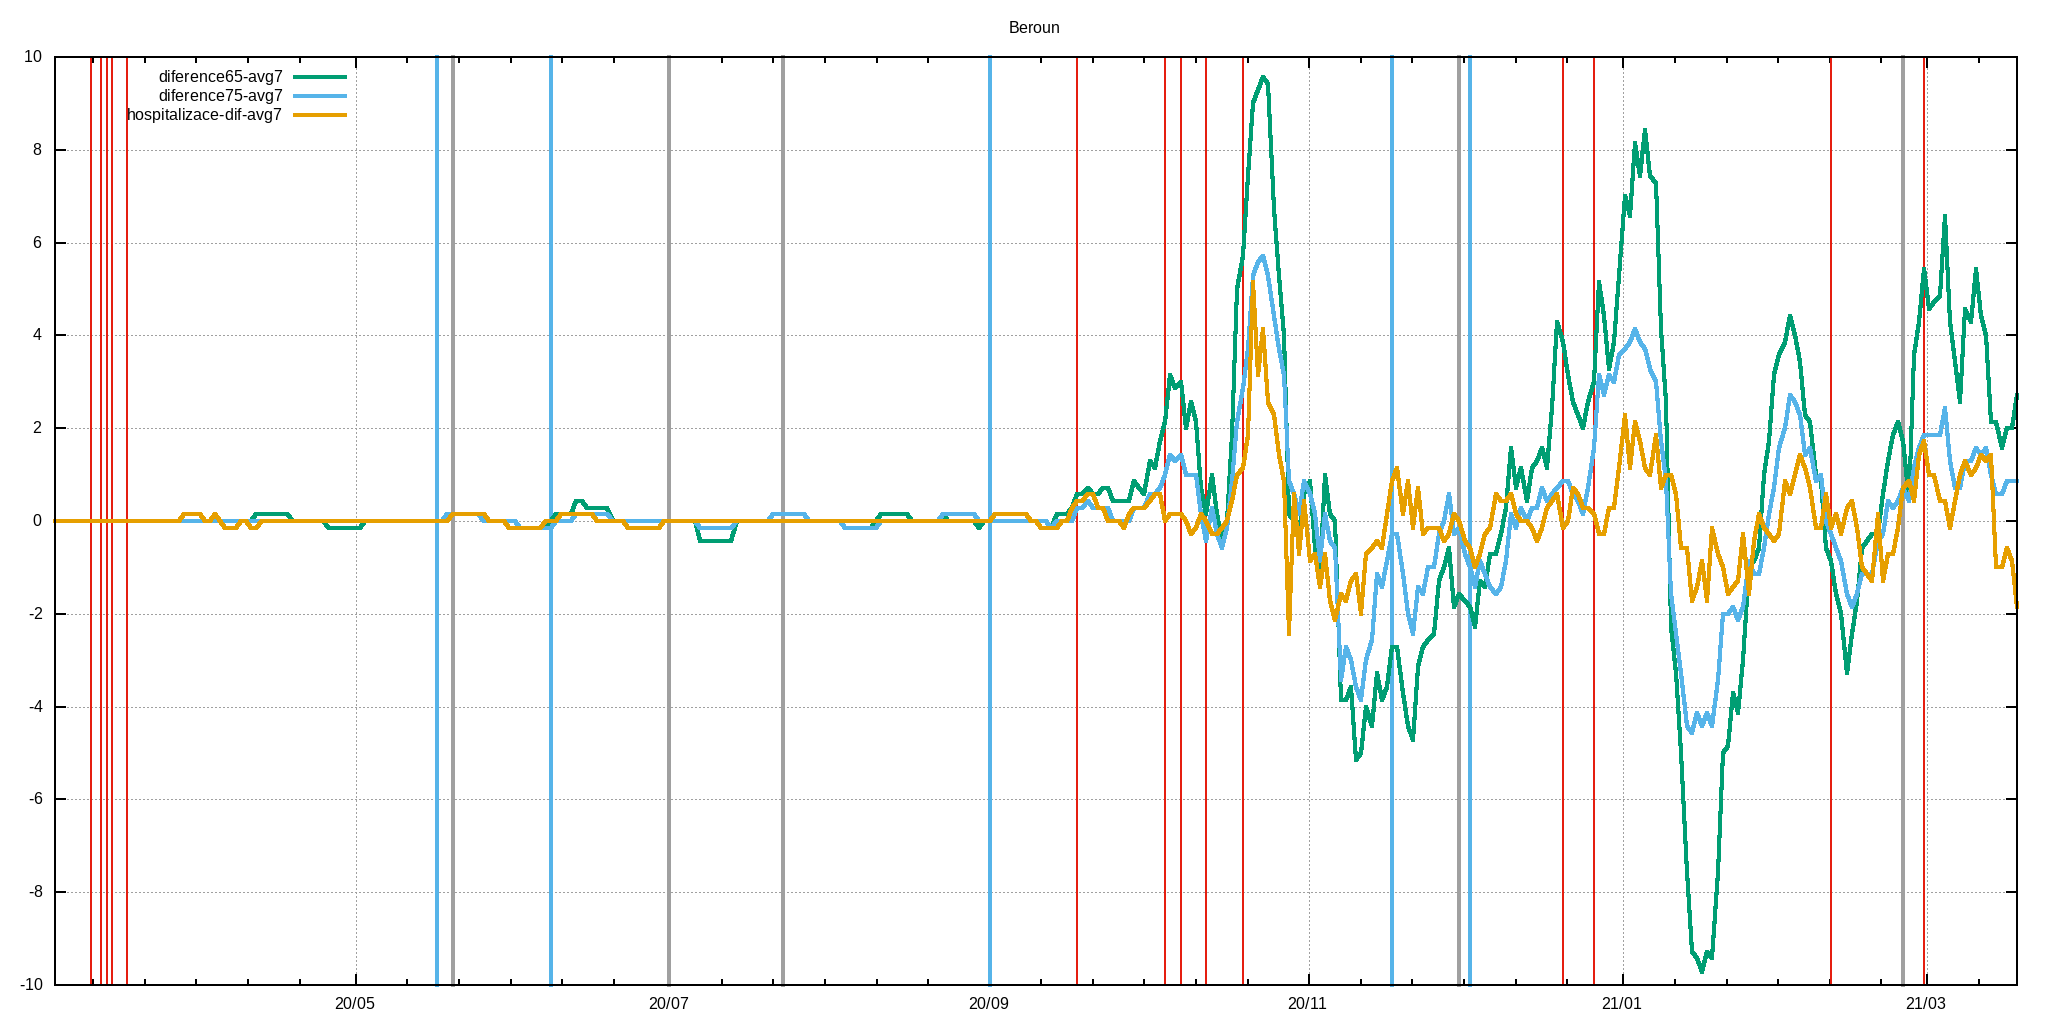 Beroun
10
diference65-avg7
diference75-avg7
hospitalizace-dif-avg7
8
6
4
2
0
-2
-4
-6
-8
-10
20/05 20/07 20/09 20/11 21/01 21/03